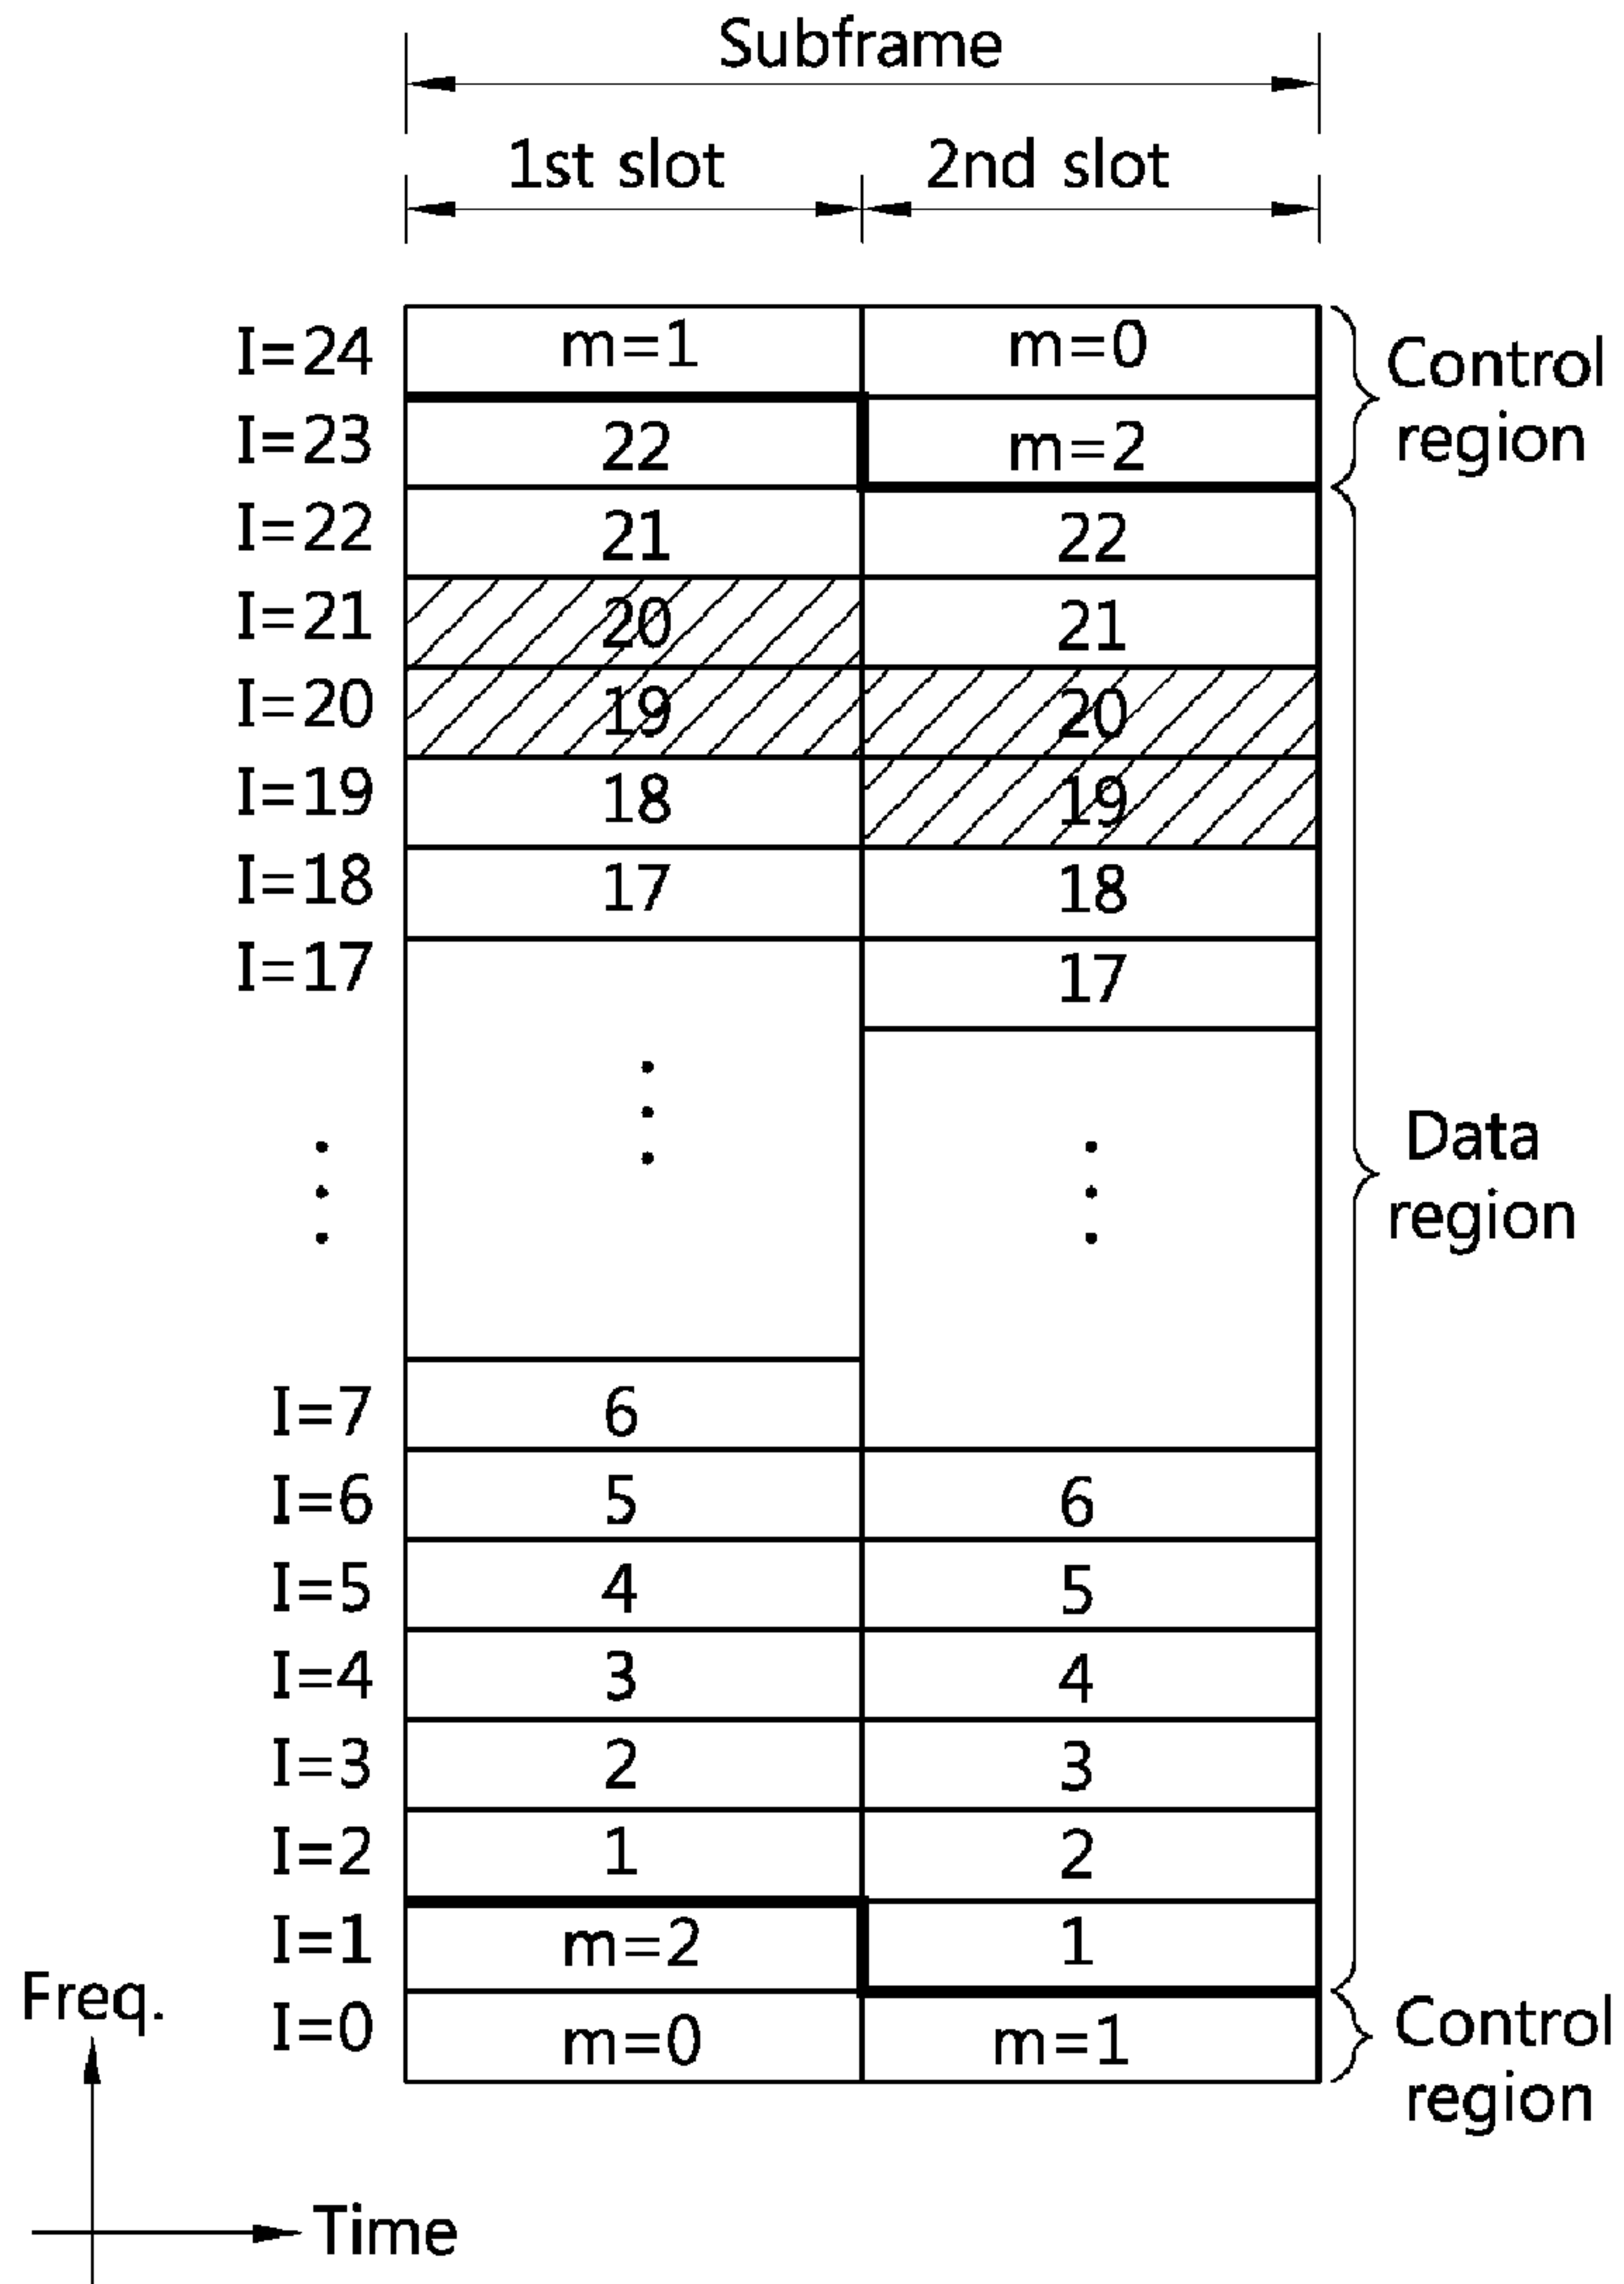 Subframe
1st slot 2nd slot
I=24 m=1 m=0 Control region
I=23 22 m=2
I=22 21 22
I=21 20 21
I=20 19 20
I=19 18 19
I=18 17 18
I=17 17
Data region
I=7 6
I=6 5 6
I=5 4 5
I=4 3 4
I=3 2 3
I=2 1 2
I=1 m=2 1
I=0 m=0 m=1 Control region
Freq.
Time